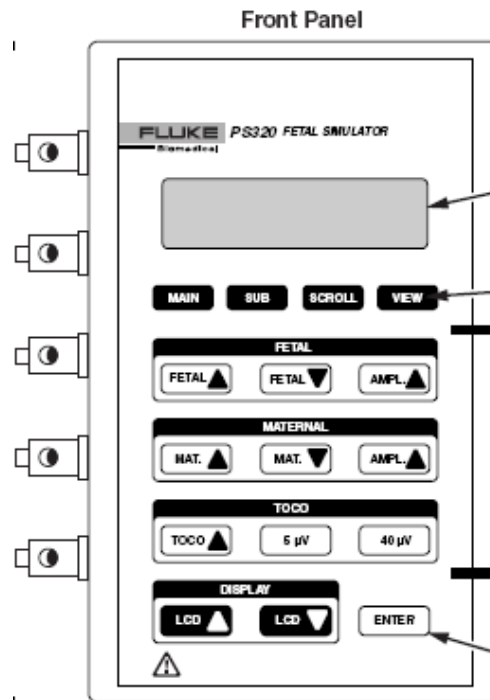 Front Panel
FLUKE PS320 FETAL SIMULATOR
Biomedical
MAIN SUB SCROLL VIEW
FETAL
FETAL FETAL AMPL.
MATERNAL
MAT. MAT. AMPL.
TOCO
TOCO 5 µV 40 µV
DISPLAY
LCD LCD ENTER